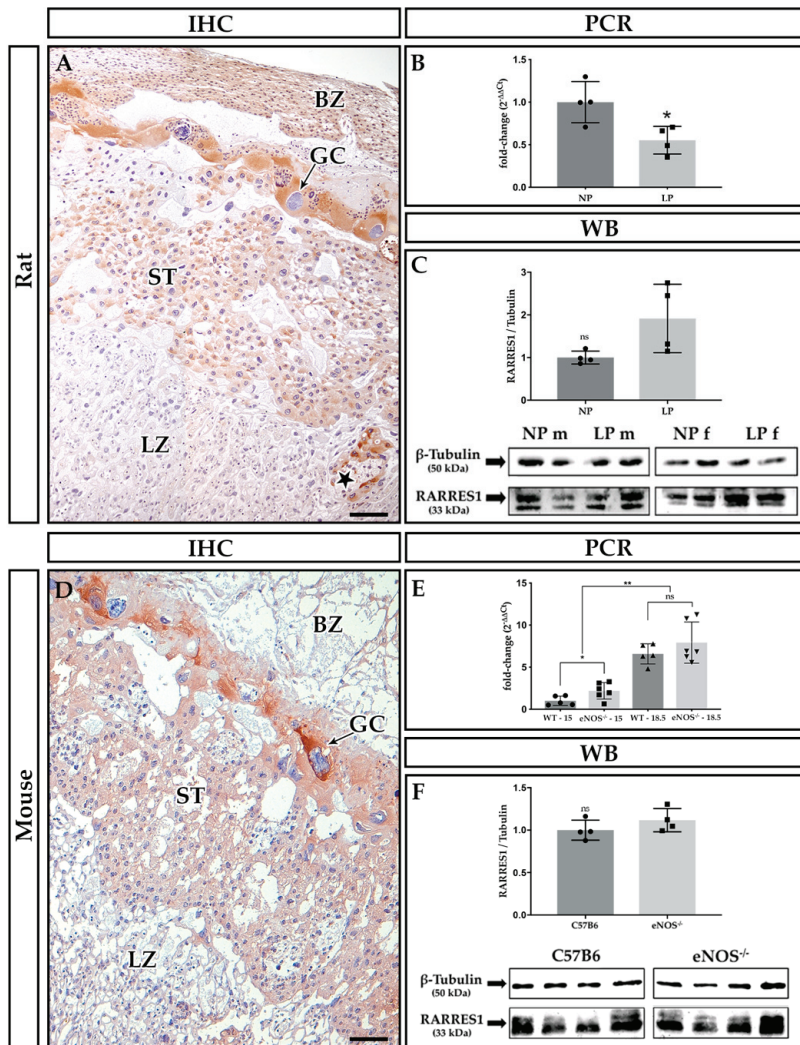 IHC
PCR
Rat
A
BZ
GC
ST
LZ
B
fold-change (2^-ΔΔCt)
1.5
1.0
0.5
0.0
*
NP
LP
WB
C
RARRES1 / Tubulin
3
2
1
0
ns
NP
LP
NP m LP m NP f LP f
β-Tubulin
(50 kDa)
RARRES1
(33 kDa)
IHC
PCR
Mouse
D
BZ
GC
ST
LZ
E
fold-change (2^-ΔΔCt)
15
10
5
0
**
ns
*
WT - 15
eNOS-/- - 15
WT - 18.5
eNOS-/- - 18.5
WB
F
RARRES1 / Tubulin
1.5
1.0
0.5
0.0
ns
C57B6
eNOS-/-
C57B6 eNOS-/-
β-Tubulin
(50 kDa)
RARRES1
(33 kDa)